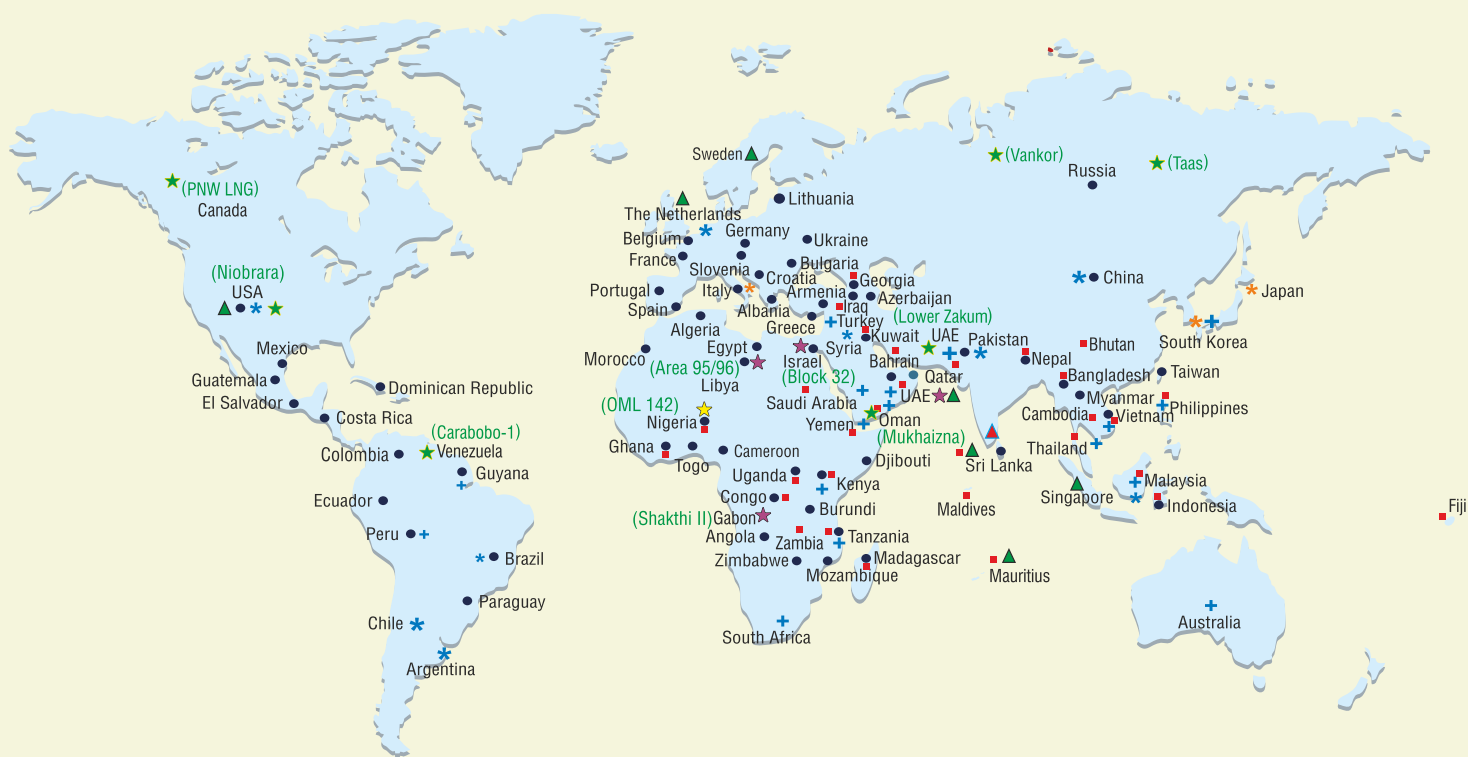 Sweden
(Vankor)
(Taas)
Russia
(PNW LNG)
Canada
Lithuania
The Netherlands
Germany
Belgium
Ukraine
France
Slovenia
Bulgaria
Croatia
Georgia
(Niobrara)
USA
China
Portugal
Italy
Armenia
Azerbaijan
Japan
Spain
Albania
Iraq
Greece
Turkey
(Lower Zakum)
Algeria
Kuwait
UAE
Pakistan
South Korea
Mexico
Morocco
Egypt
Israel
Syria
Bahrain
Nepal
Bhutan
(Area 95/96)
Libya
(Block 32)
Qatar
Bangladesh
Taiwan
Guatemala
Dominican Republic
El Salvador
(OML 142)
Saudi Arabia
UAE
Myanmar
Costa Rica
Nigeria
Yemen
Oman
Cambodia
Vietnam
Philippines
(Carabobo-1)
(Mukhaizna)
Colombia
Venezuela
Ghana
Togo
Cameroon
Djibouti
Sri Lanka
Thailand
Guyana
Uganda
Kenya
Malaysia
Ecuador
Congo
Singapore
Maldives
Burundi
Indonesia
Fiji
(Shakthi II)
Gabon
Peru
Angola
Zambia
Tanzania
Brazil
Zimbabwe
Madagascar
Mozambique
Mauritius
Paraguay
Chile
South Africa
Australia
Argentina